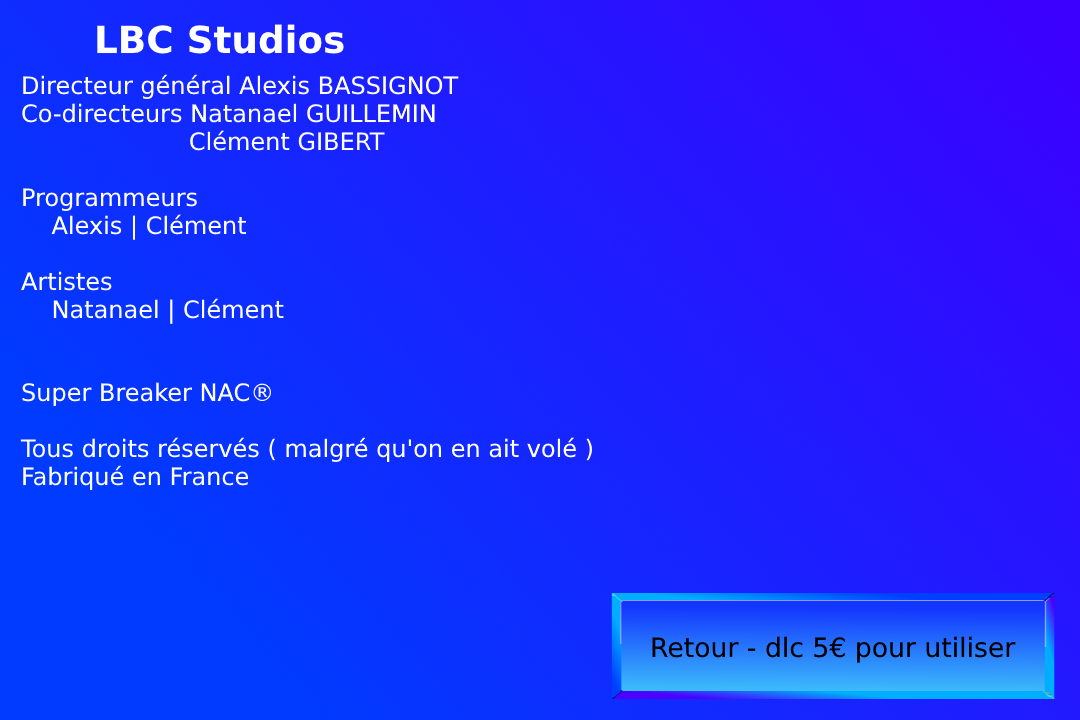 LBC Studios
Directeur général Alexis BASSIGNOT
Co-directeurs Natanael GUILLEMIN
Clément GIBERT
Programmeurs
Alexis | Clément
Artistes
Natanael | Clément
Super Breaker NAC®
Tous droits réservés ( malgré qu'on en ait volé )
Fabriqué en France
Retour - dlc 5€ pour utiliser